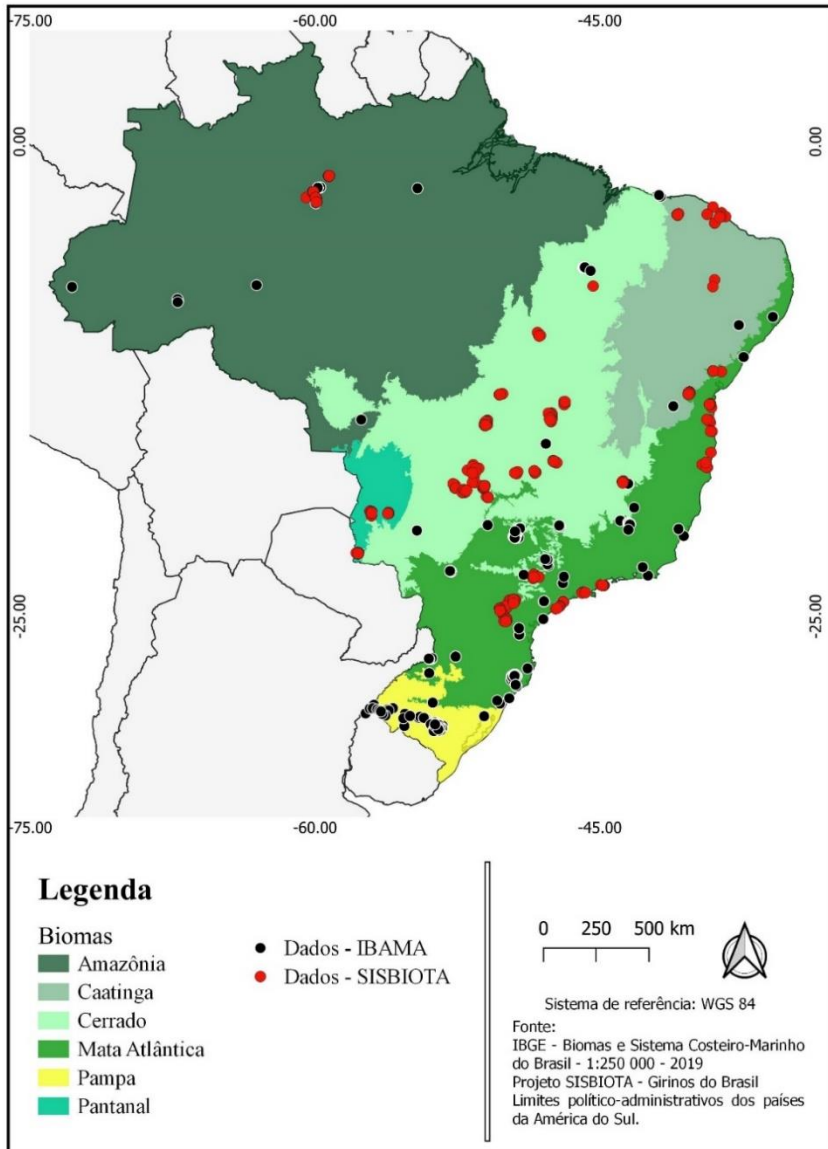 -75.00 -60.00 -45.00
0.00 0.00
-25.00 -25.00
-75.00 -60.00 -45.00
Legenda
Biomas
Amazônia
Caatinga
Cerrado
Mata Atlântica
Pampa
Pantanal
Dados - IBAMA
Dados - SISBIOTA
0 250 500 km
Sistema de referência: WGS 84
Fonte:
IBGE - Biomas e Sistema Costeiro-Marinho
do Brasil - 1:250 000 - 2019
Projeto SISBIOTA - Girinos do Brasil
Limites político-administrativos dos países
da América do Sul.